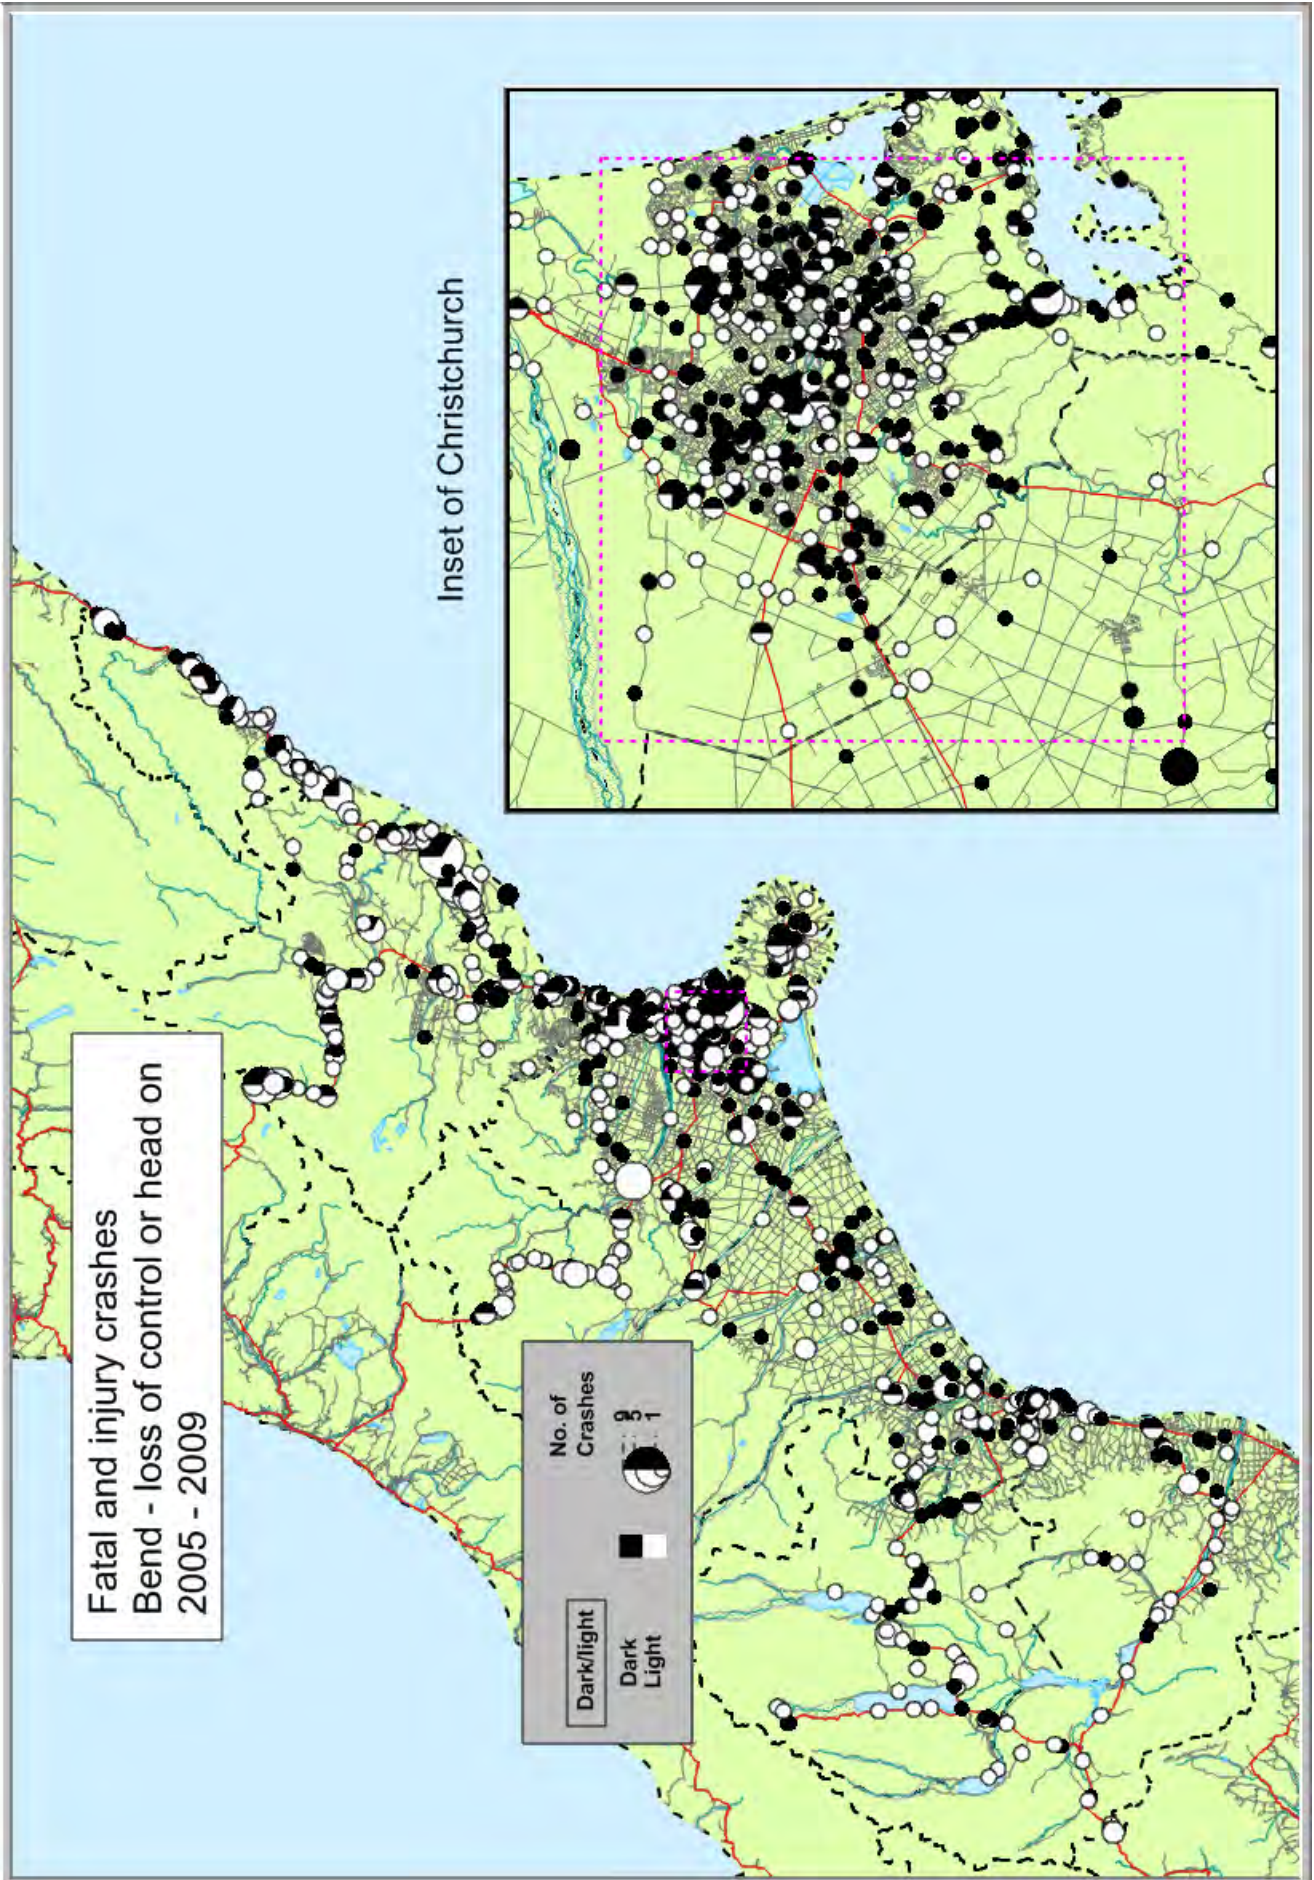 Fatal and injury crashes
Bend - loss of control or head on
2005 - 2009
Inset of Christchurch
Dark/light
No. of
Crashes
Dark
Light
9
5
1